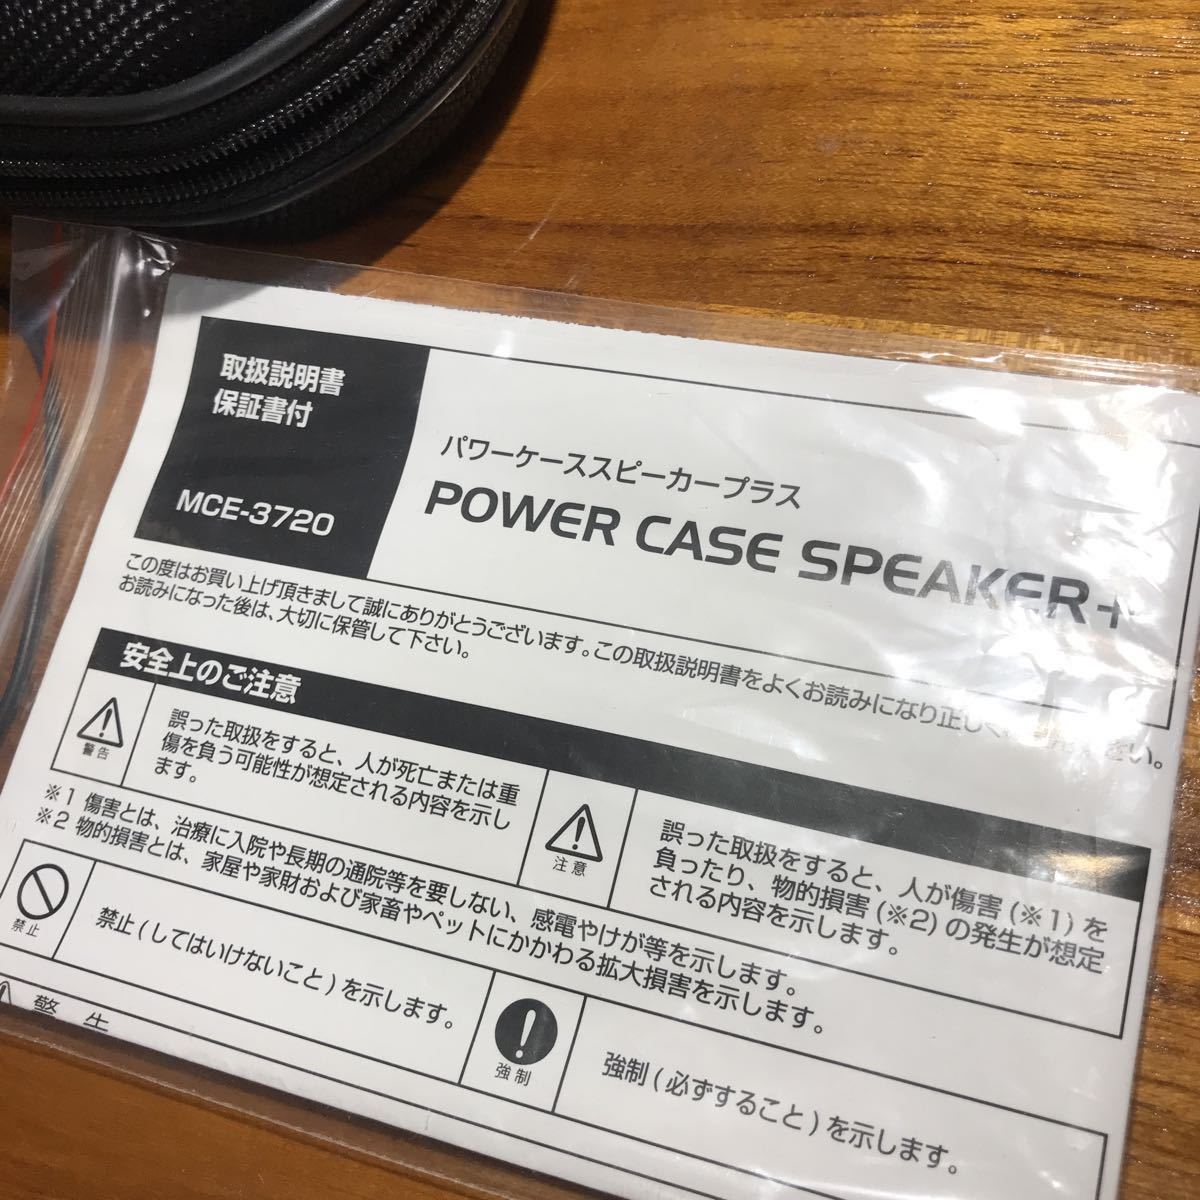 取扱説明書
保証書付
MCE-3720
パワーケーススピーカープラス
POWER CASE SPEAKER+
この度はお買い上げ頂きまして誠にありがとうございます。この取扱説明書をよくお読みになり正しく
お読みになった後は、大切に保管して下さい。
安全上のご注意
警告
誤った取扱をすると、人が死亡または重
傷を負う可能性が想定される内容を示し
ます。
注意
誤った取扱をすると、人が傷害(※1)を
負ったり、物的損害(※2)の発生が想定
される内容を示します。
※1 傷害とは、治療に入院や長期の通院等を要しない、感電やけが等を示します。
※2 物的損害とは、家屋や家財および家畜やペットにかかわる拡大損害を示します。
禁止
禁止(してはいけないこと)を示します。
強制
強制(必ずすること)を示します。
警 生